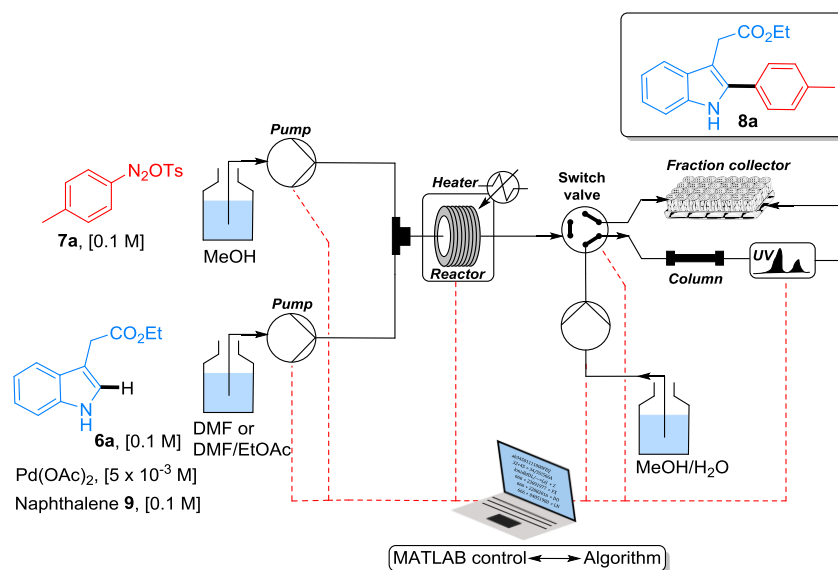 CO₂Et
N
H
8a
Pump
N₂OTs
7a, [0.1 M]
MeOH
Heater
Reactor
Switch
valve
Fraction collector
Column
UV
Pump
CO₂Et
H
N
H
6a, [0.1 M]
Pd(OAc)₂, [5 x 10⁻³ M]
Naphthalene 9, [0.1 M]
DMF or
DMF/EtOAc
MeOH/H₂O
MATLAB control
Algorithm